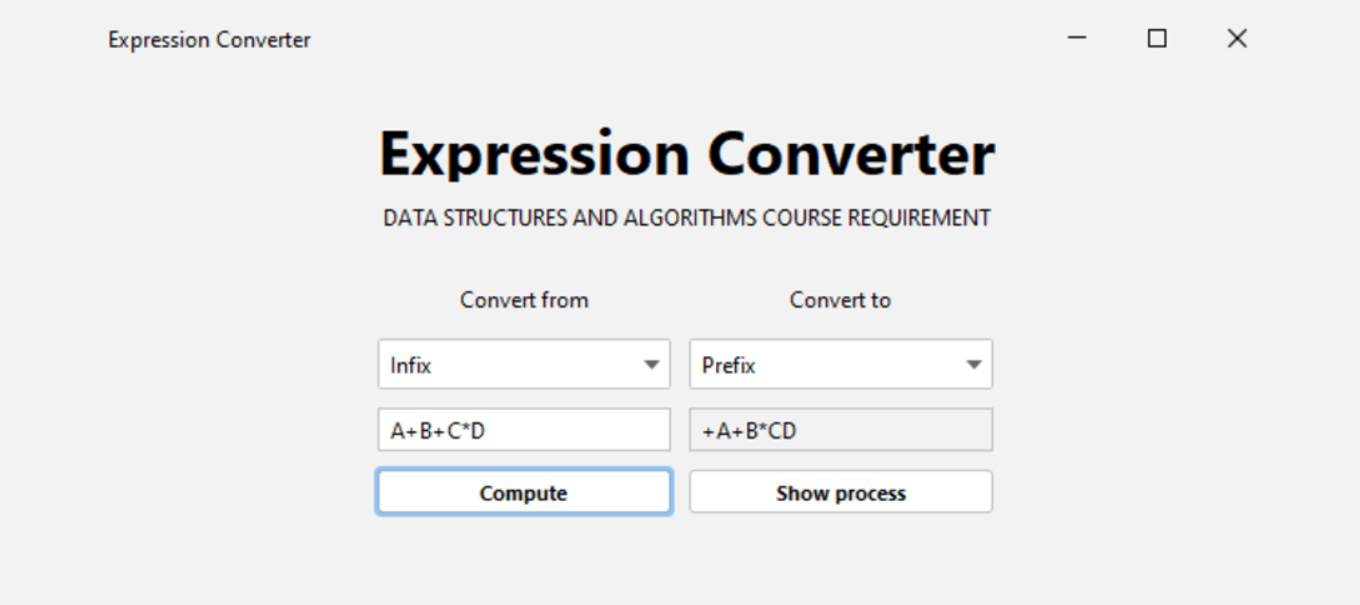 Expression Converter
Expression Converter
DATA STRUCTURES AND ALGORITHMS COURSE REQUIREMENT
Convert from Convert to
Infix Prefix
A+B+C*D +A+B*CD
Compute Show process